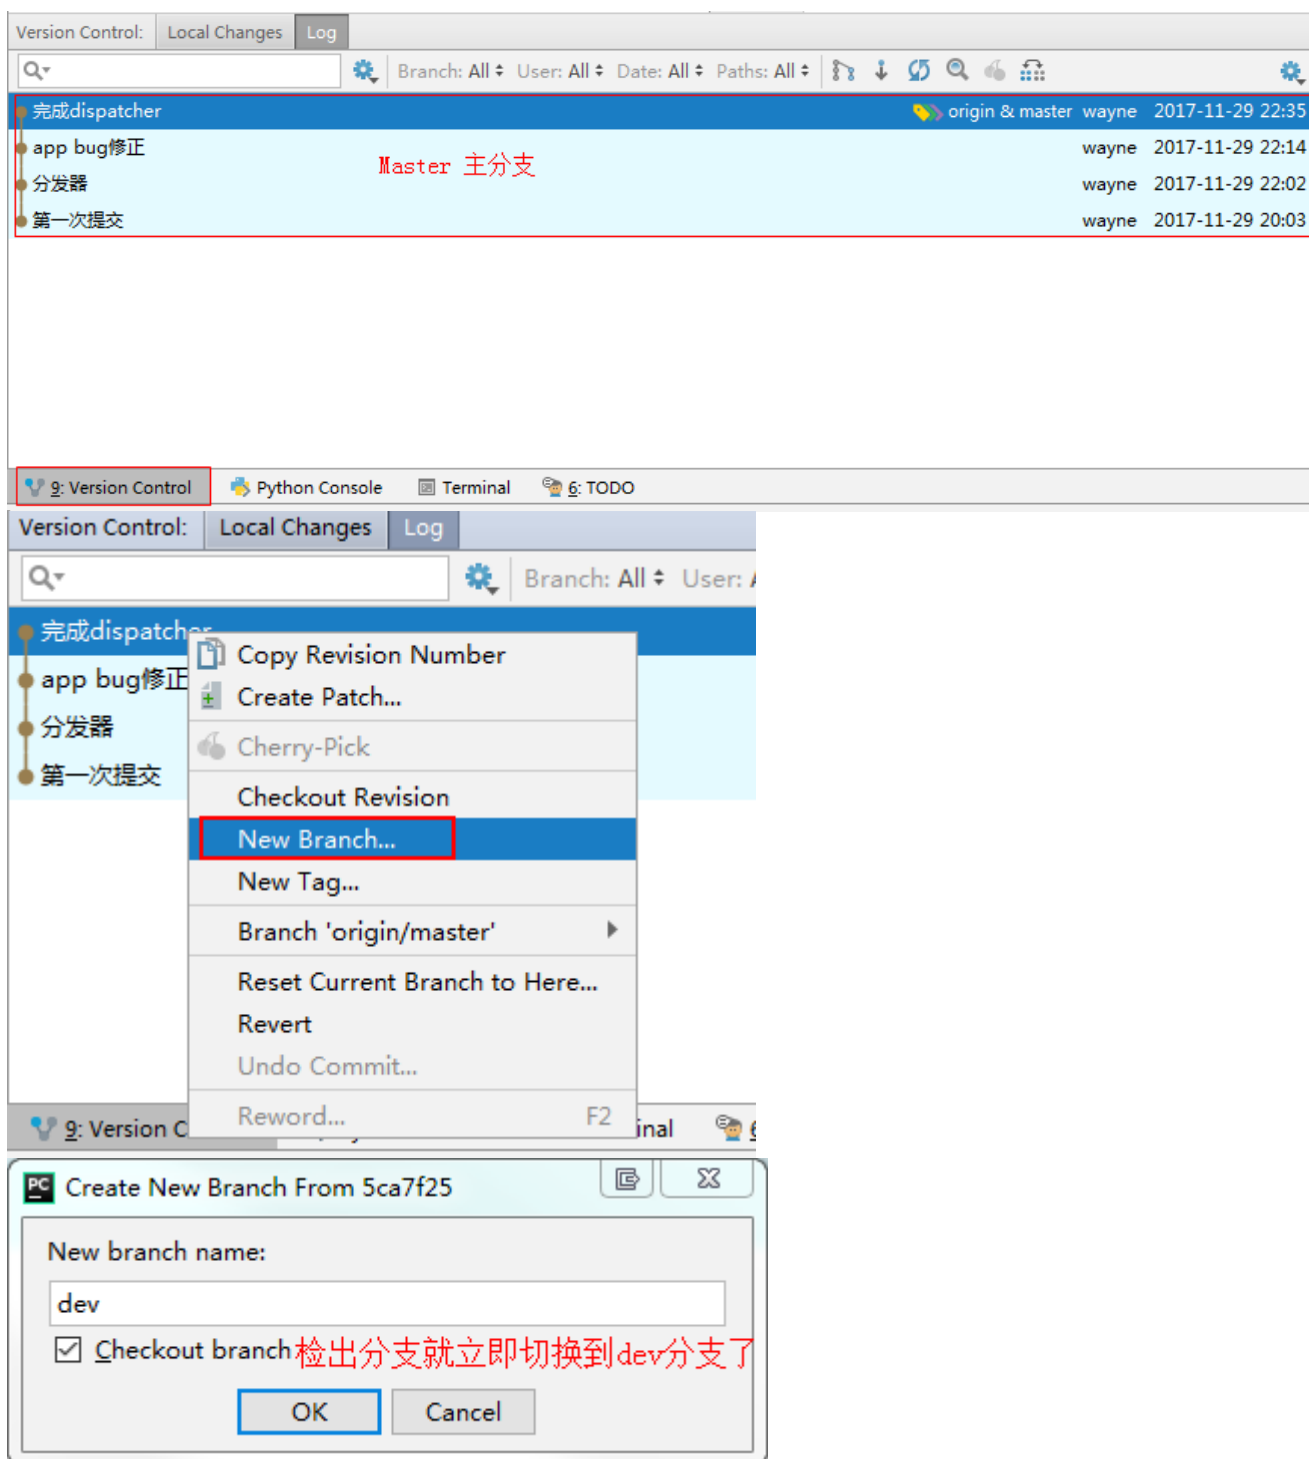 Version Control: Local Changes Log
Branch: All User: All Date: All Paths: All
完成dispatcher origin & master wayne 2017-11-29 22:35
app bug修正 wayne 2017-11-29 22:14
Master 主分支
分发器 wayne 2017-11-29 22:02
第一次提交 wayne 2017-11-29 20:03
9: Version Control Python Console Terminal 6: TODO
Version Control: Local Changes Log
Branch: All User:
完成dispatcher
Copy Revision Number
app bug修正
Create Patch...
分发器
Cherry-Pick
第一次提交
Checkout Revision
New Branch...
New Tag...
Branch 'origin/master'
Reset Current Branch to Here...
Revert
Undo Commit...
Reword... F2
9: Version C inal 6
PC Create New Branch From 5ca7f25
New branch name:
dev
Checkout branch 检出分支就立即切换到dev分支了
OK Cancel